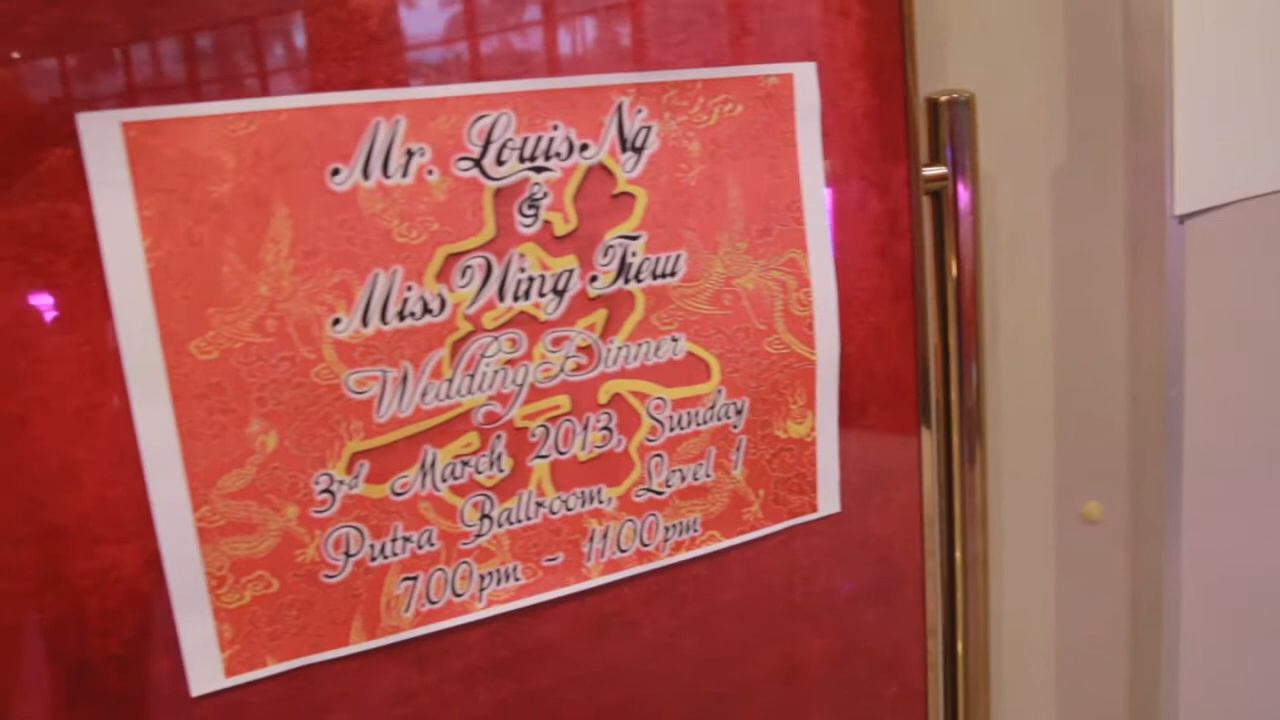 Mr. Louis Ng
&
Miss Wing Tiew
Wedding Dinner
3rd March 2013, Sunday
Putra Ballroom, Level 1
7.00pm - 11.00pm